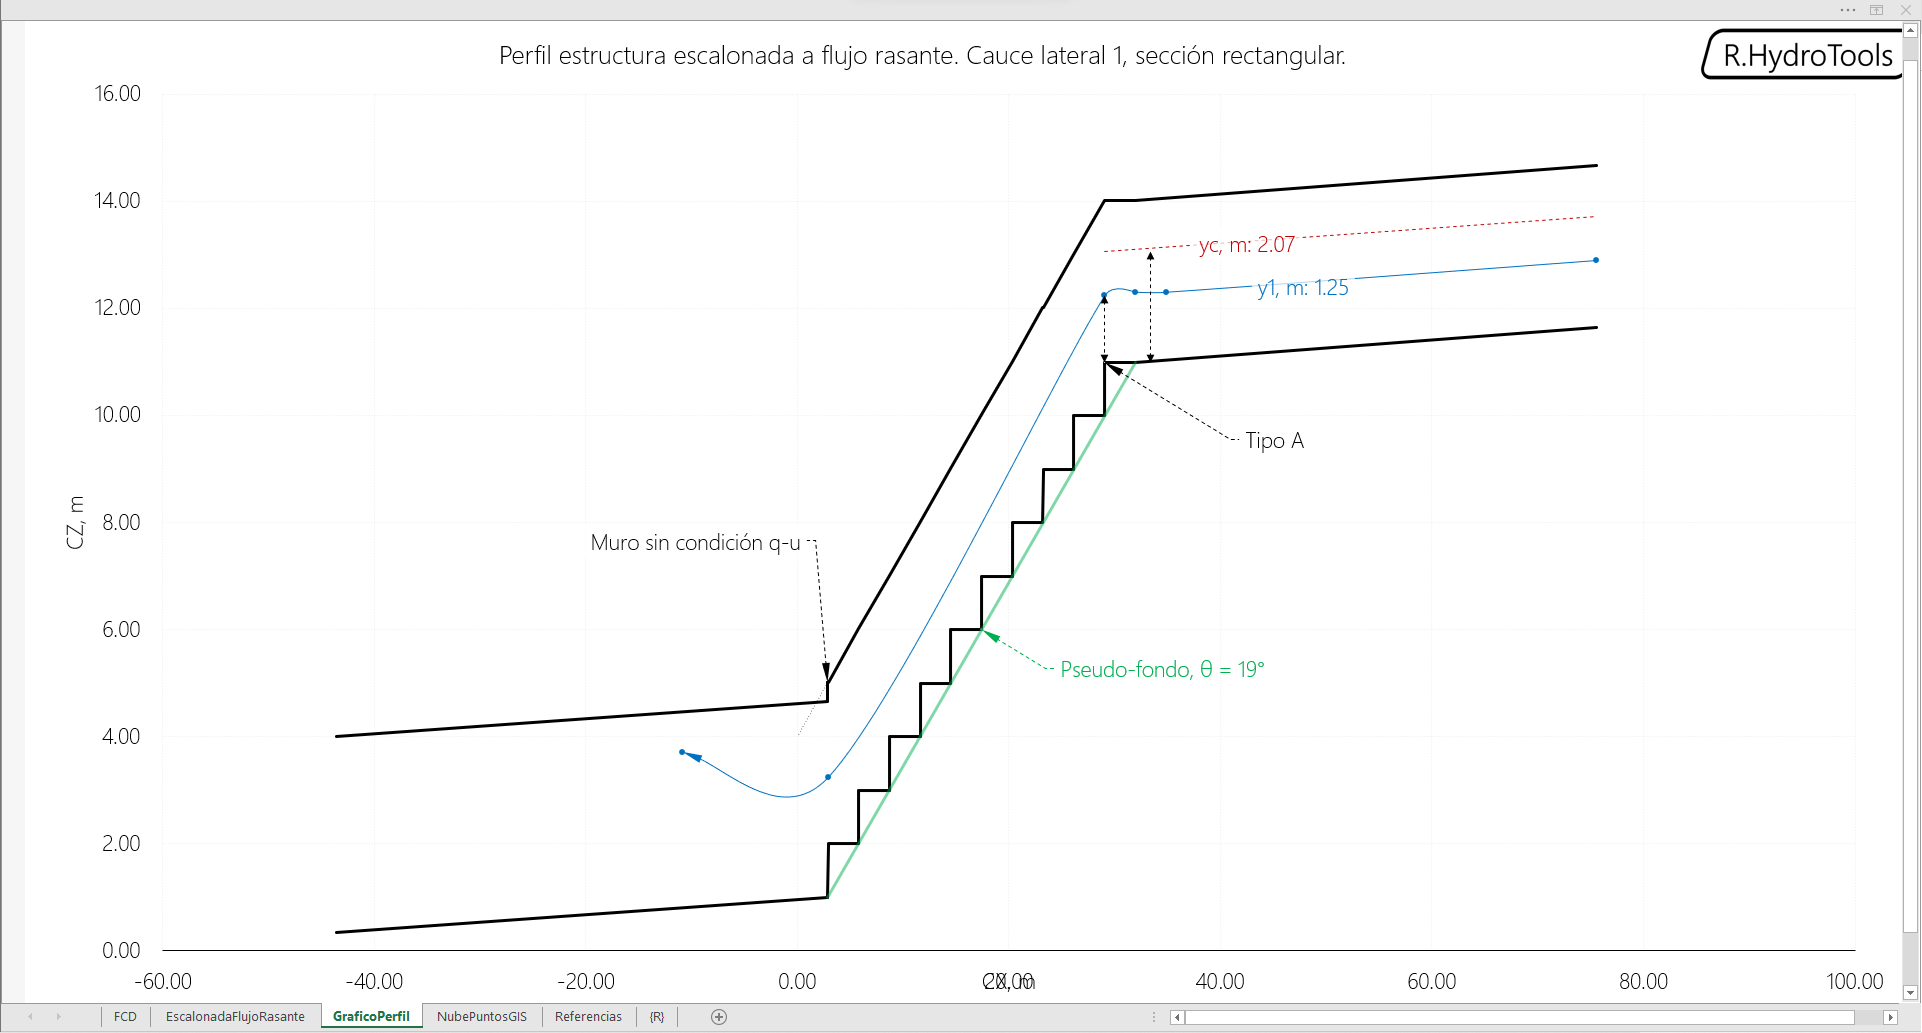 Perfil estructura escalonada a flujo rasante. Cauce lateral 1, sección rectangular.
R.HydroTools
16.00
14.00
yc, m: 2.07
y1, m: 1.25
12.00
10.00
Tipo A
CZ, m
8.00
Muro sin condición q-u
6.00
Pseudo-fondo, θ = 19°
4.00
2.00
0.00
-60.00 -40.00 -20.00 0.00 20.00 40.00 60.00 80.00 100.00
CX, m
FCD EscalonadaFlujoRasante GraficoPerfil NubePuntosGIS Referencias {R}